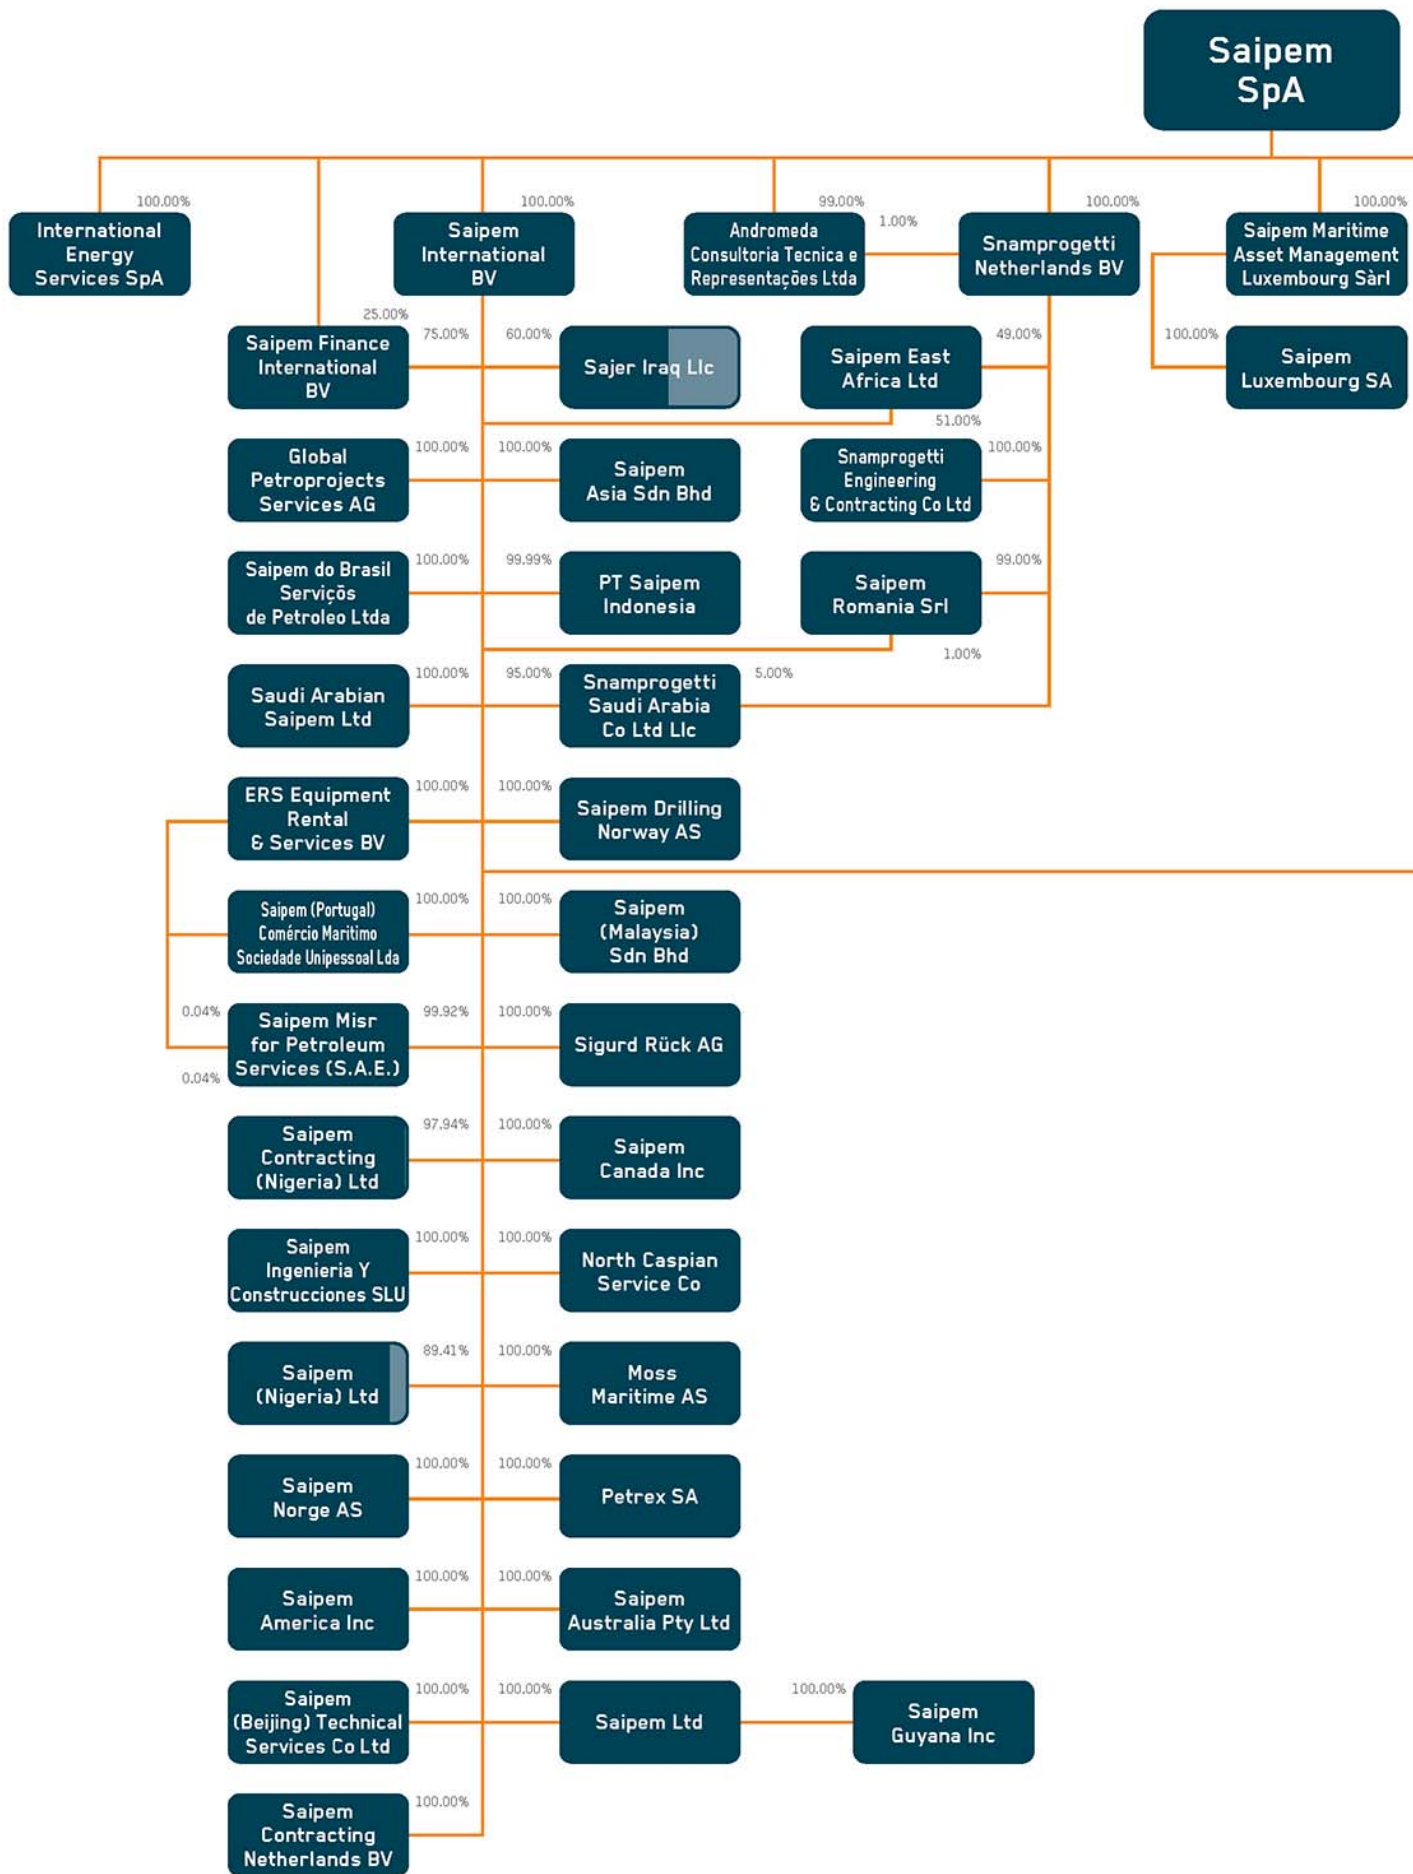 Saipem
SpA
100.00%
International
Energy
Services SpA
100.00%
Saipem
International
BV
99.00%
Andromeda
Consultoria Tecnica e
Representações Ltda
1.00%
100.00%
Snamprogetti
Netherlands BV
100.00%
Saipem Maritime
Asset Management
Luxembourg Sàrl
25.00%
Saipem Finance
International
BV
75.00%
60.00%
Sajer Iraq Llc
Saipem East
Africa Ltd
49.00%
51.00%
100.00%
Saipem
Luxembourg SA
Global
Petroprojects
Services AG
100.00%
100.00%
Saipem
Asia Sdn Bhd
Snamprogetti
Engineering
& Contracting Co Ltd
100.00%
Saipem do Brasil
Serviçõs
de Petroleo Ltda
100.00%
99.99%
PT Saipem
Indonesia
Saipem
Romania Srl
99.00%
1.00%
Saudi Arabian
Saipem Ltd
100.00%
95.00%
Snamprogetti
Saudi Arabia
Co Ltd Llc
5.00%
ERS Equipment
Rental
& Services BV
100.00%
100.00%
Saipem Drilling
Norway AS
Saipem (Portugal)
Comércio Maritimo
Sociedade Unipessoal Lda
100.00%
100.00%
Saipem
(Malaysia)
Sdn Bhd
0.04%
0.04%
Saipem Misr
for Petroleum
Services (S.A.E.)
99.92%
100.00%
Sigurd Rück AG
Saipem
Contracting
(Nigeria) Ltd
97.94%
100.00%
Saipem
Canada Inc
Saipem
Ingenieria Y
Construcciones SLU
100.00%
100.00%
North Caspian
Service Co
Saipem
(Nigeria) Ltd
89.41%
100.00%
Moss
Maritime AS
Saipem
Norge AS
100.00%
100.00%
Petrex SA
Saipem
America Inc
100.00%
100.00%
Saipem
Australia Pty Ltd
Saipem
(Beijing) Technical
Services Co Ltd
100.00%
100.00%
Saipem Ltd
100.00%
Saipem
Guyana Inc
Saipem
Contracting
Netherlands BV
100.00%